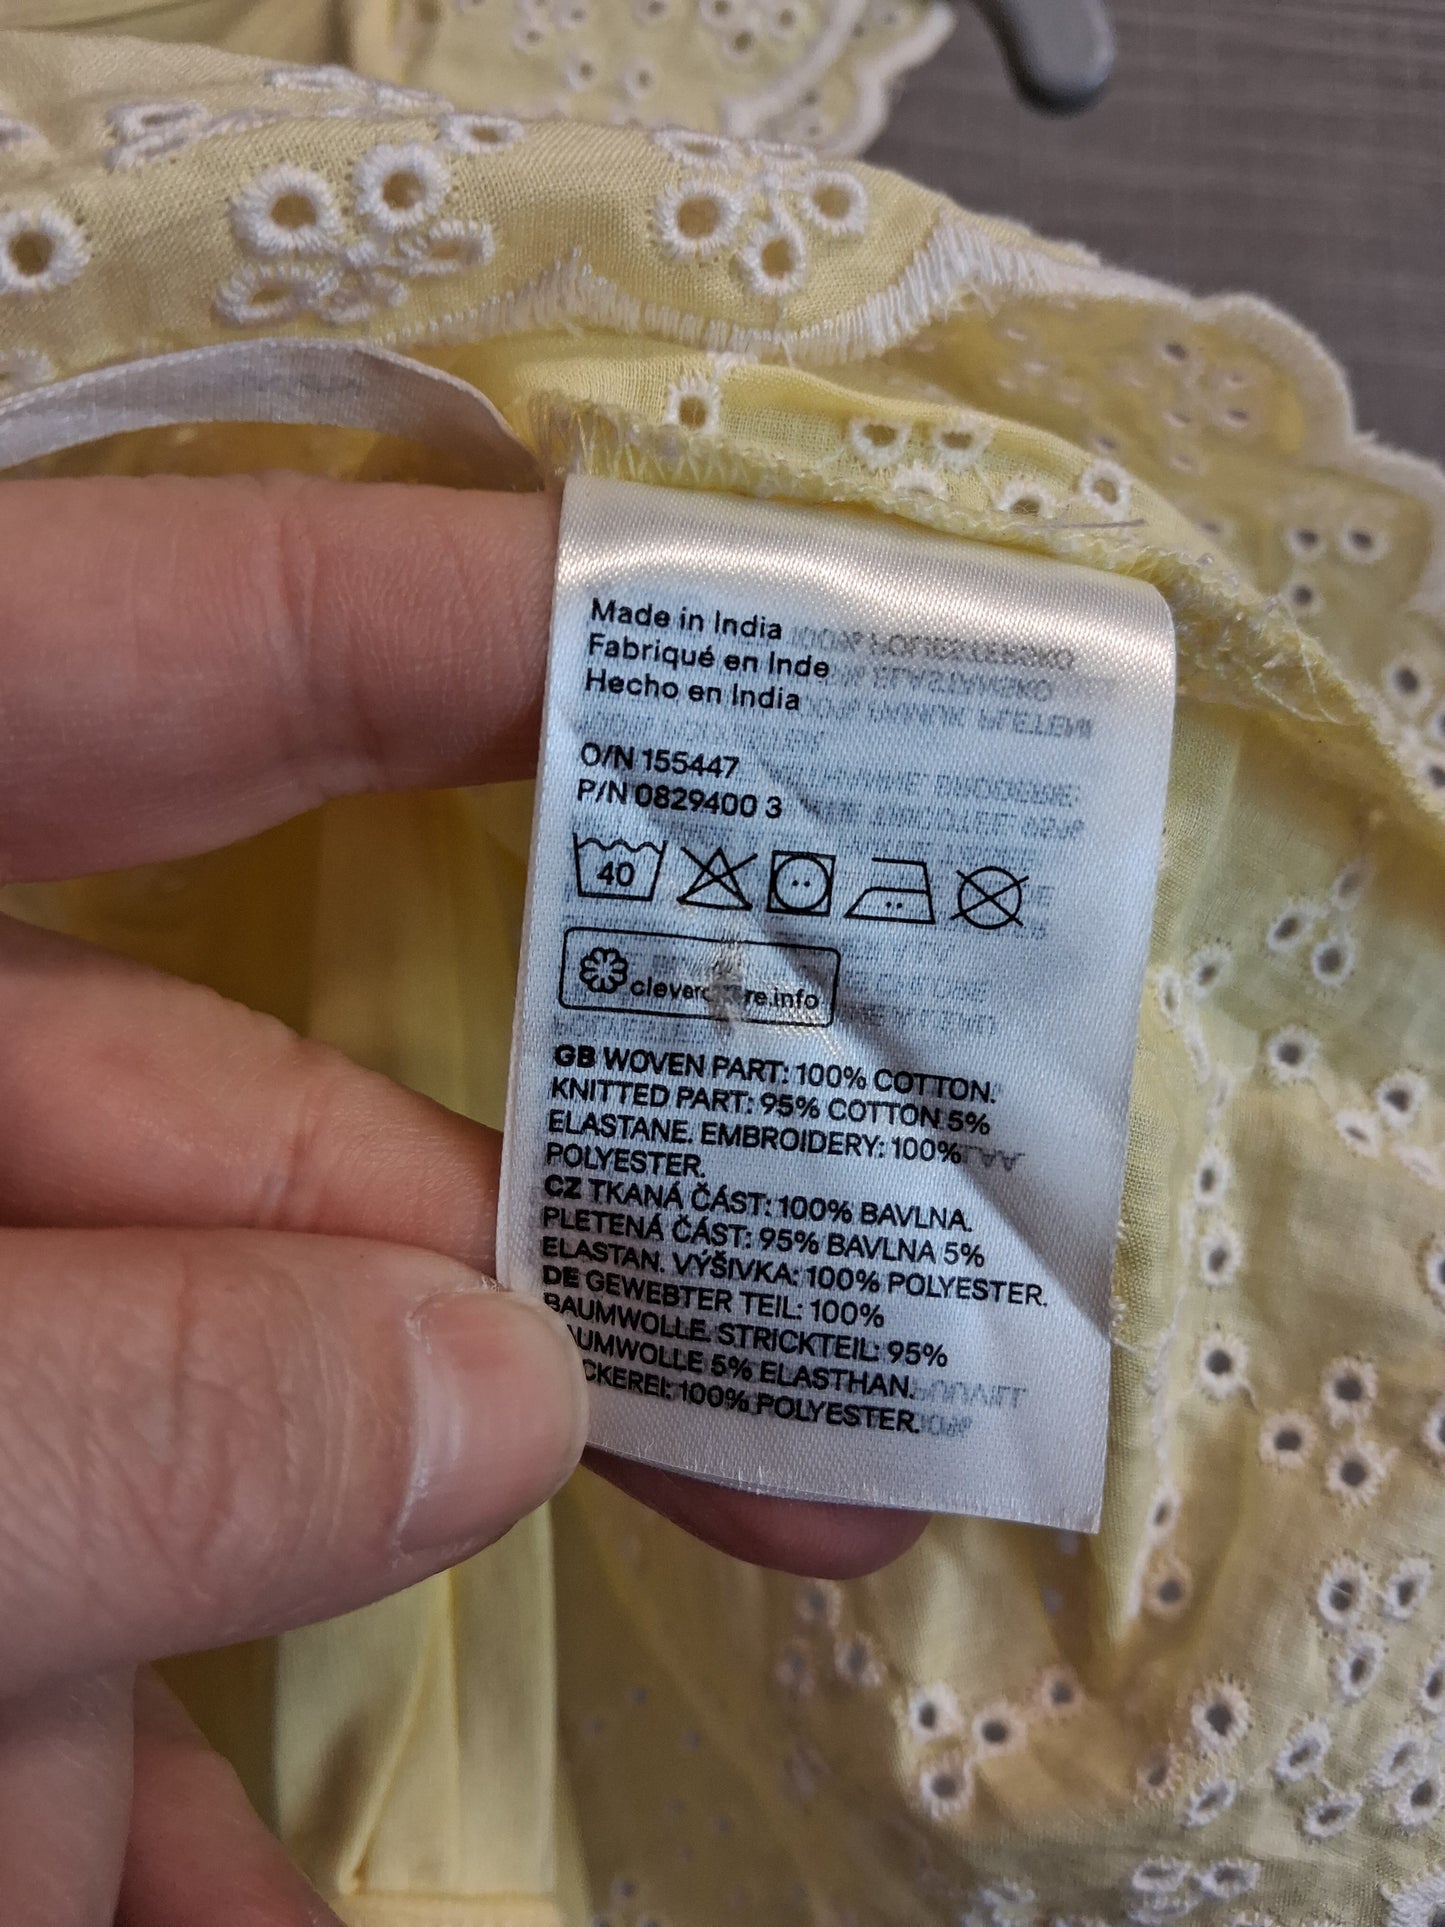 Made in India
Fabriqué en Inde
Hecho en India
O/N 155447
P/N 0829400 3
40
GB WOVEN PART: 100% COTTON.
KNITTED PART: 95% COTTON 5%
ELASTANE. EMBROIDERY: 100%
POLYESTER.
CZ TKANÁ ČÁST: 100% BAVLNA.
PLETENÁ ČÁST: 95% BAVLNA 5%
ELASTAN. VÝŠIVKA: 100% POLYESTER.
DE GEWEBTER TEIL: 100%
BAUMWOLLE. STRICKTEIL: 95%
5% ELASTHAN.
100% POLYESTER.